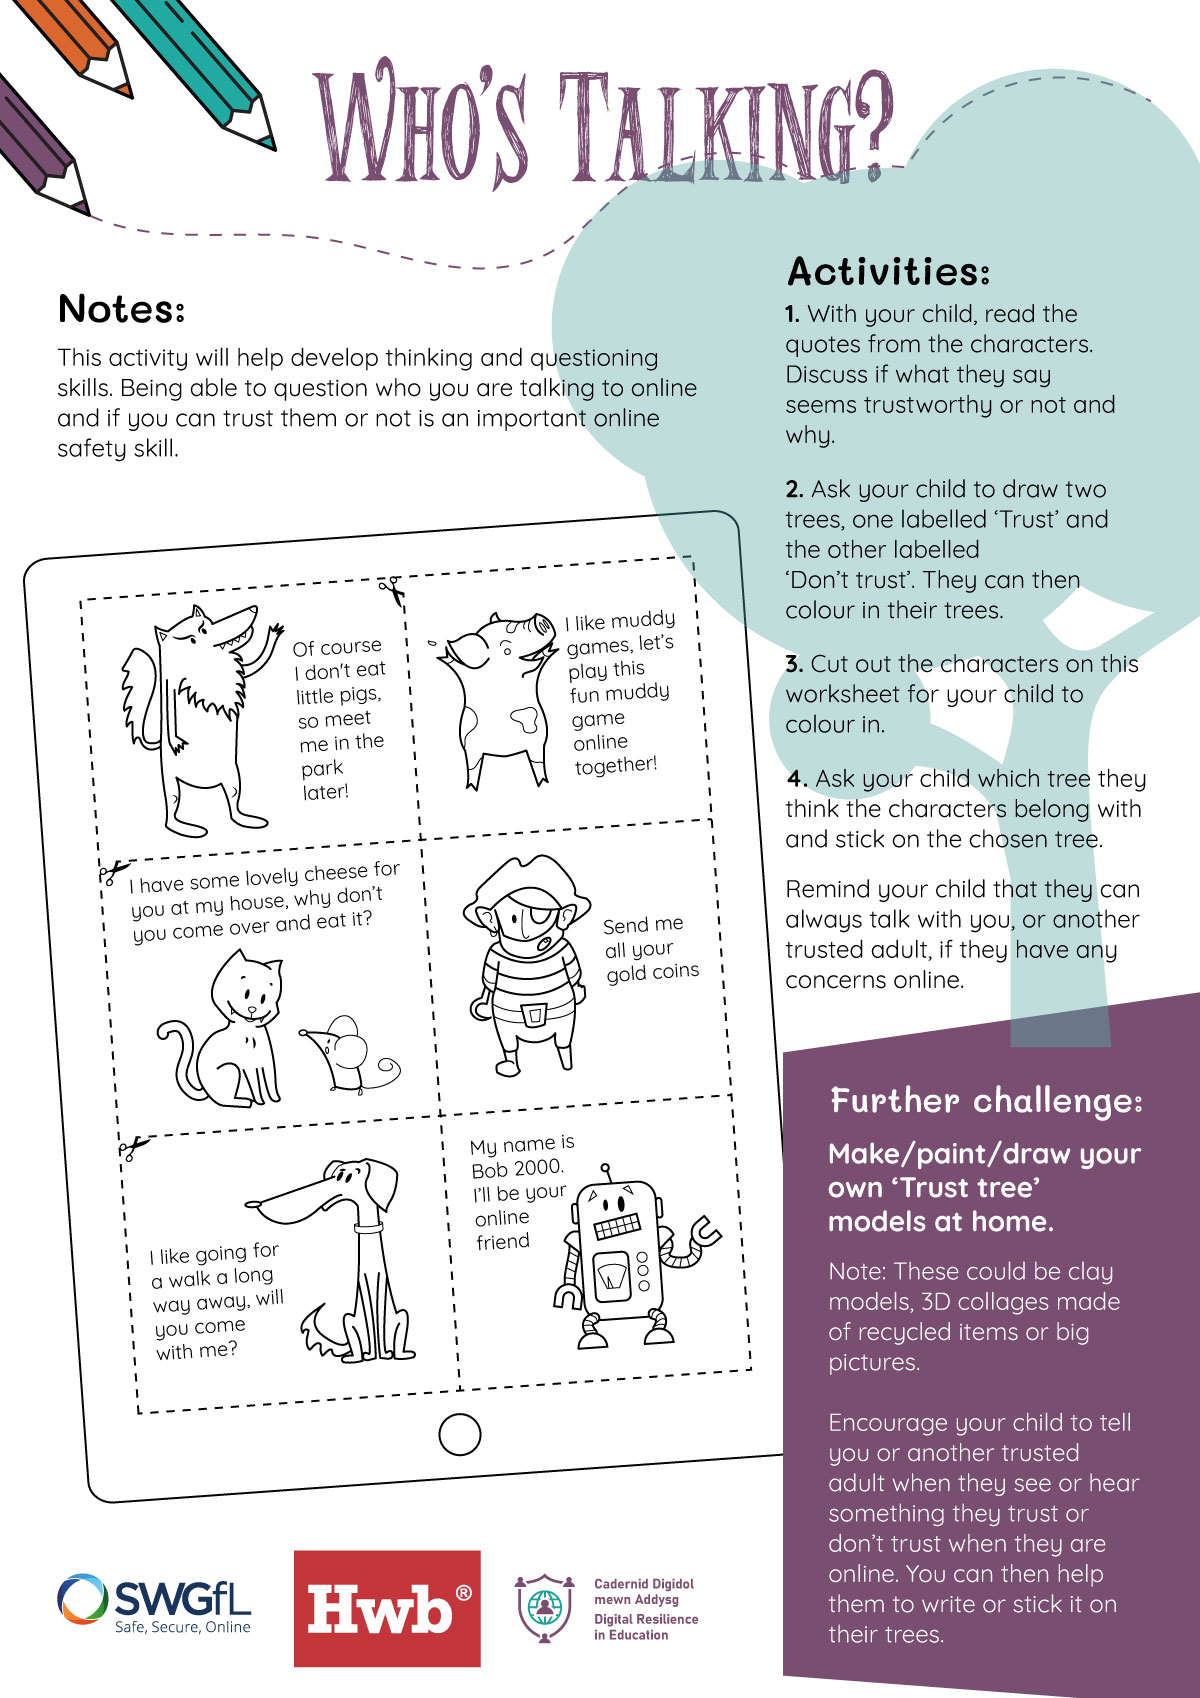 WHO'S TALKING?
Notes:
This activity will help develop thinking and questioning
skills. Being able to question who you are talking to online
and if you can trust them or not is an important online
safety skill.
Of course
I don't eat
little pigs,
so meet
me in the
park
later!
I like muddy
games, let's
play this
fun muddy
game
online
together!
I have some lovely cheese for
you at my house, why don't
you come over and eat it?
Send me
all your
gold coins
I like going for
a walk a long
way away, will
you come
with me?
My name is
Bob 2000.
I'll be your
online
friend
Activities:
1. With your child, read the
quotes from the characters.
Discuss if what they say
seems trustworthy or not and
why.
2. Ask your child to draw two
trees, one labelled ‘Trust’ and
the other labelled
‘Don’t trust’. They can then
colour in their trees.
3. Cut out the characters on this
worksheet for your child to
colour in.
4. Ask your child which tree they
think the characters belong with
and stick on the chosen tree.
Remind your child that they can
always talk with you, or another
trusted adult, if they have any
concerns online.
Further challenge:
Make/paint/draw your
own ‘Trust tree’
models at home.
Note: These could be clay
models, 3D collages made
of recycled items or big
pictures.
Encourage your child to tell
you or another trusted
adult when they see or hear
something they trust or
don’t trust when they are
online. You can then help
them to write or stick it on
their trees.
SWGfL
Safe, Secure, Online
Hwb®
Cadernid Digidol
mewn Addysg
Digital Resilience
in Education